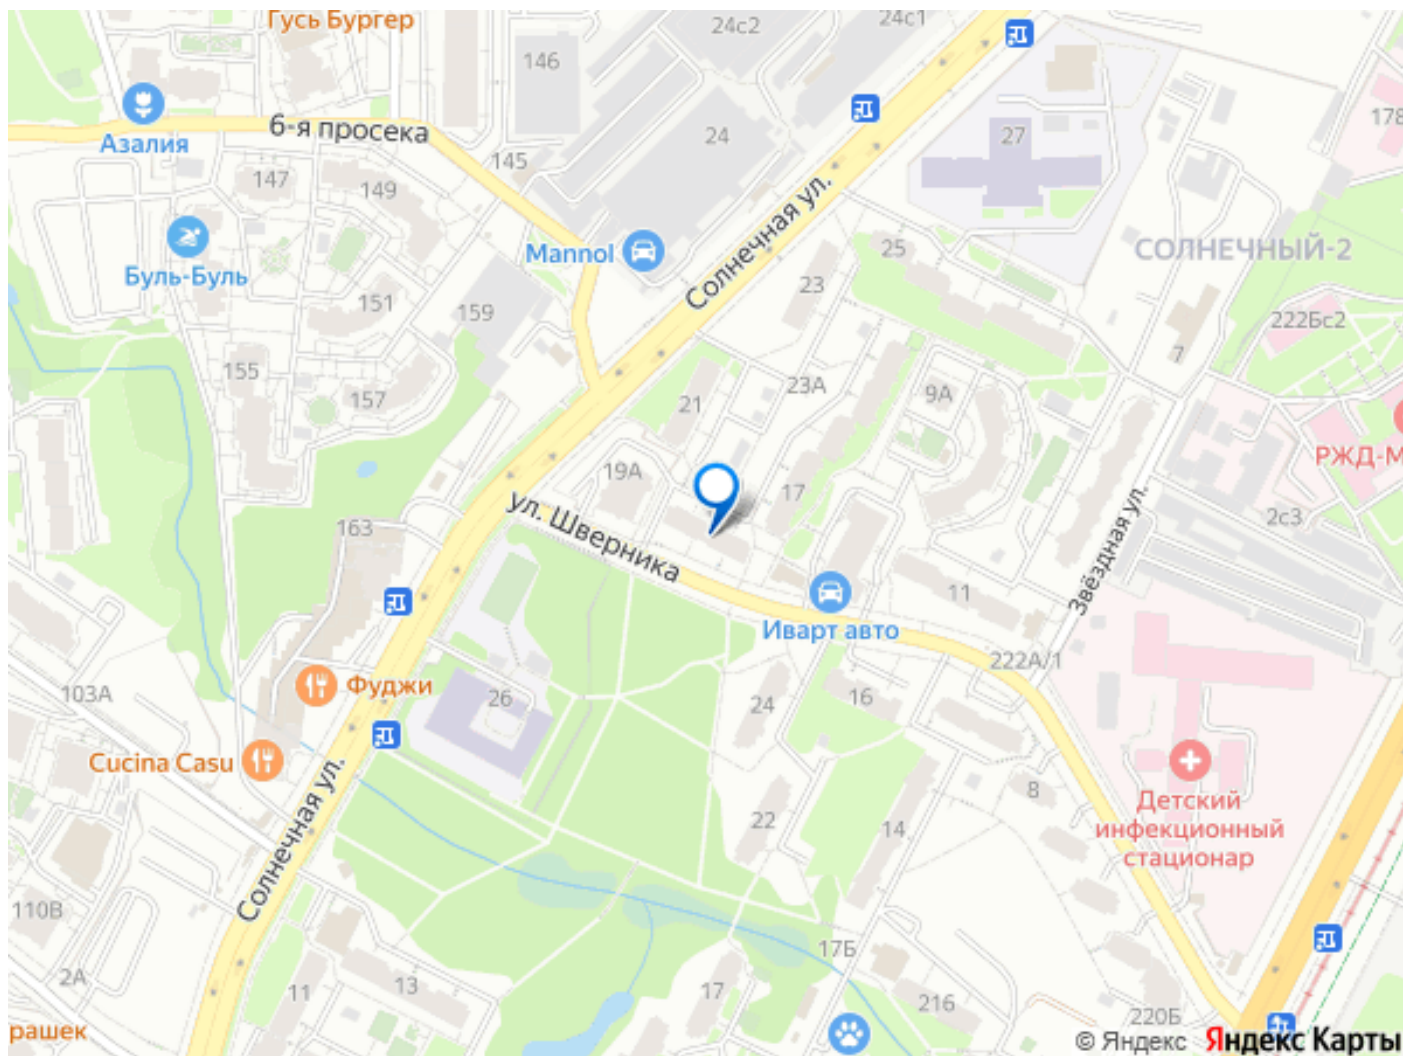 Гусь Бургер
24с2
24с1
146
178
Азалия
6-я просека
24
27
145
147
149
Mannol
Солнечная ул.
25
СОЛНЕЧНЫЙ-2
Буль-Буль
151
159
23
222Бс2
7
155
157
23А
9А
21
РЖД-М
19А
17
ул. Шверника
163
2с3
Звёздная ул.
11
Иварт авто
222А/1
103А
Фуджи
26
16
24
Cucina Casu
8
Солнечная ул.
22
14
Детский
инфекционный
стационар
110В
17Б
2А
11
13
17
216
220Б
рашек
© Яндекс Яндекс Карты